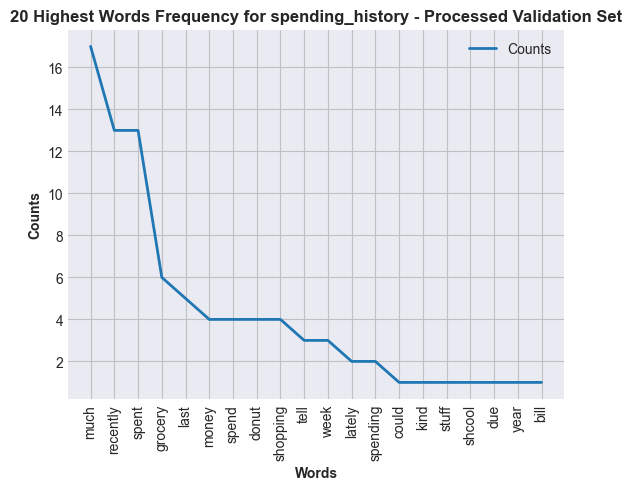 20 Highest Words Frequency for spending_history - Processed Validation Set
Counts
16
14
12
10
8
6
4
2
Counts
much
recently
spent
grocery
last
money
spend
donut
shopping
tell
week
lately
spending
could
kind
stuff
shcool
due
year
bill
Words